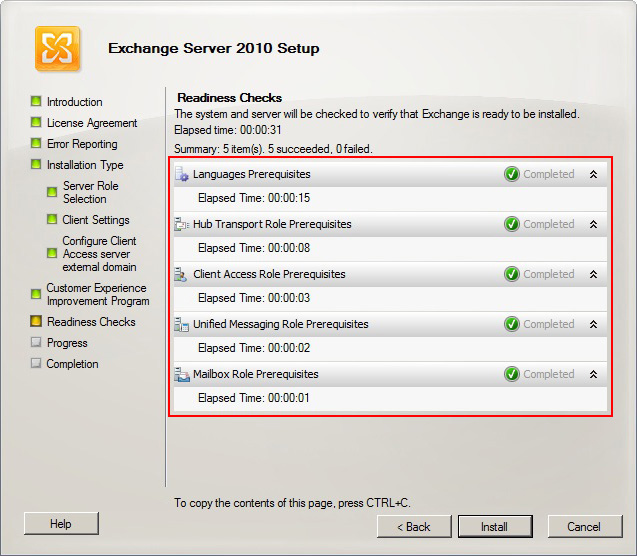 Exchange Server 2010 Setup
Introduction
License Agreement
Error Reporting
Installation Type
Server Role
Selection
Client Settings
Configure Client
Access server
external domain
Customer Experience
Improvement Program
Readiness Checks
Progress
Completion
Readiness Checks
The system and server will be checked to verify that Exchange is ready to be installed.
Elapsed time: 00:00:31
Summary: 5 item(s). 5 succeeded, 0 failed.
Languages Prerequisites Completed
Elapsed Time: 00:00:15
Hub Transport Role Prerequisites Completed
Elapsed Time: 00:00:08
Client Access Role Prerequisites Completed
Elapsed Time: 00:00:03
Unified Messaging Role Prerequisites Completed
Elapsed Time: 00:00:02
Mailbox Role Prerequisites Completed
Elapsed Time: 00:00:01
To copy the contents of this page, press CTRL+C.
Help < Back Install Cancel